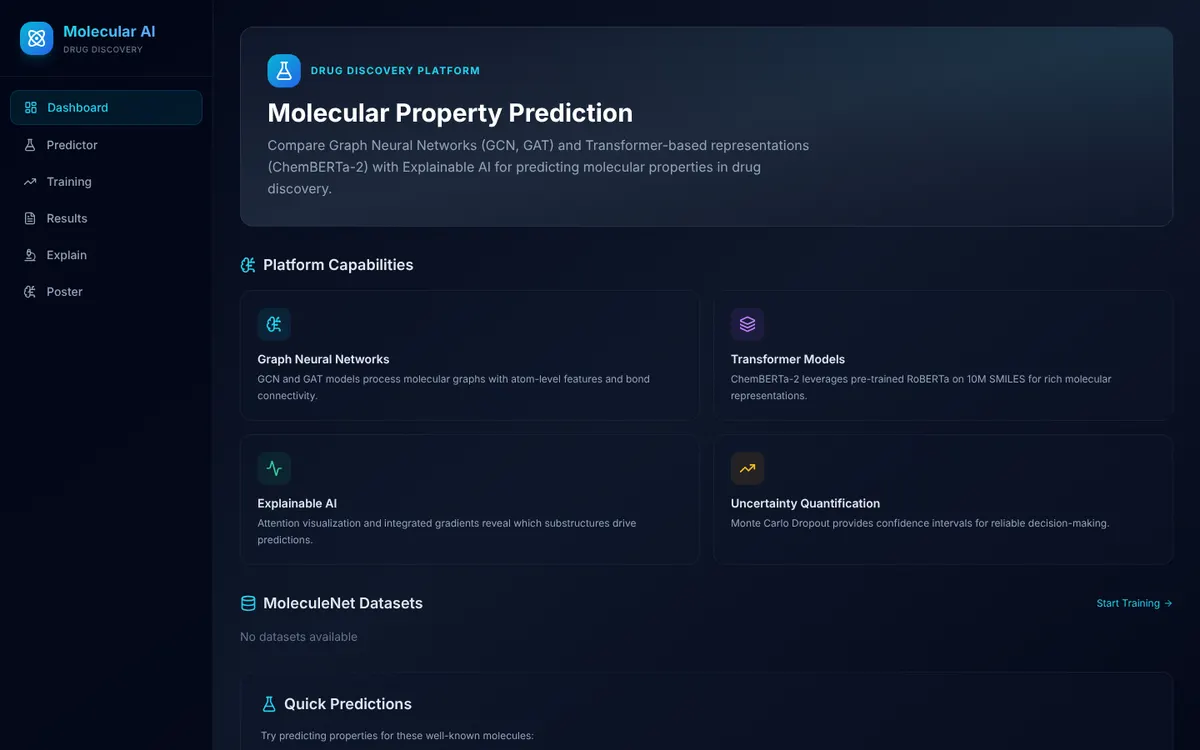 Molecular AI
DRUG DISCOVERY
Dashboard
Predictor
Training
Results
Explain
Poster
DRUG DISCOVERY PLATFORM
Molecular Property Prediction
Compare Graph Neural Networks (GCN, GAT) and Transformer-based representations
(ChemBERTa-2) with Explainable AI for predicting molecular properties in drug
discovery.
Platform Capabilities
Graph Neural Networks
GCN and GAT models process molecular graphs with atom-level features and bond
connectivity.
Transformer Models
ChemBERTa-2 leverages pre-trained RoBERTa on 10M SMILES for rich molecular
representations.
Explainable AI
Attention visualization and integrated gradients reveal which substructures drive
predictions.
Uncertainty Quantification
Monte Carlo Dropout provides confidence intervals for reliable decision-making.
MoleculeNet Datasets
Start Training →
No datasets available
Quick Predictions
Try predicting properties for these well-known molecules: